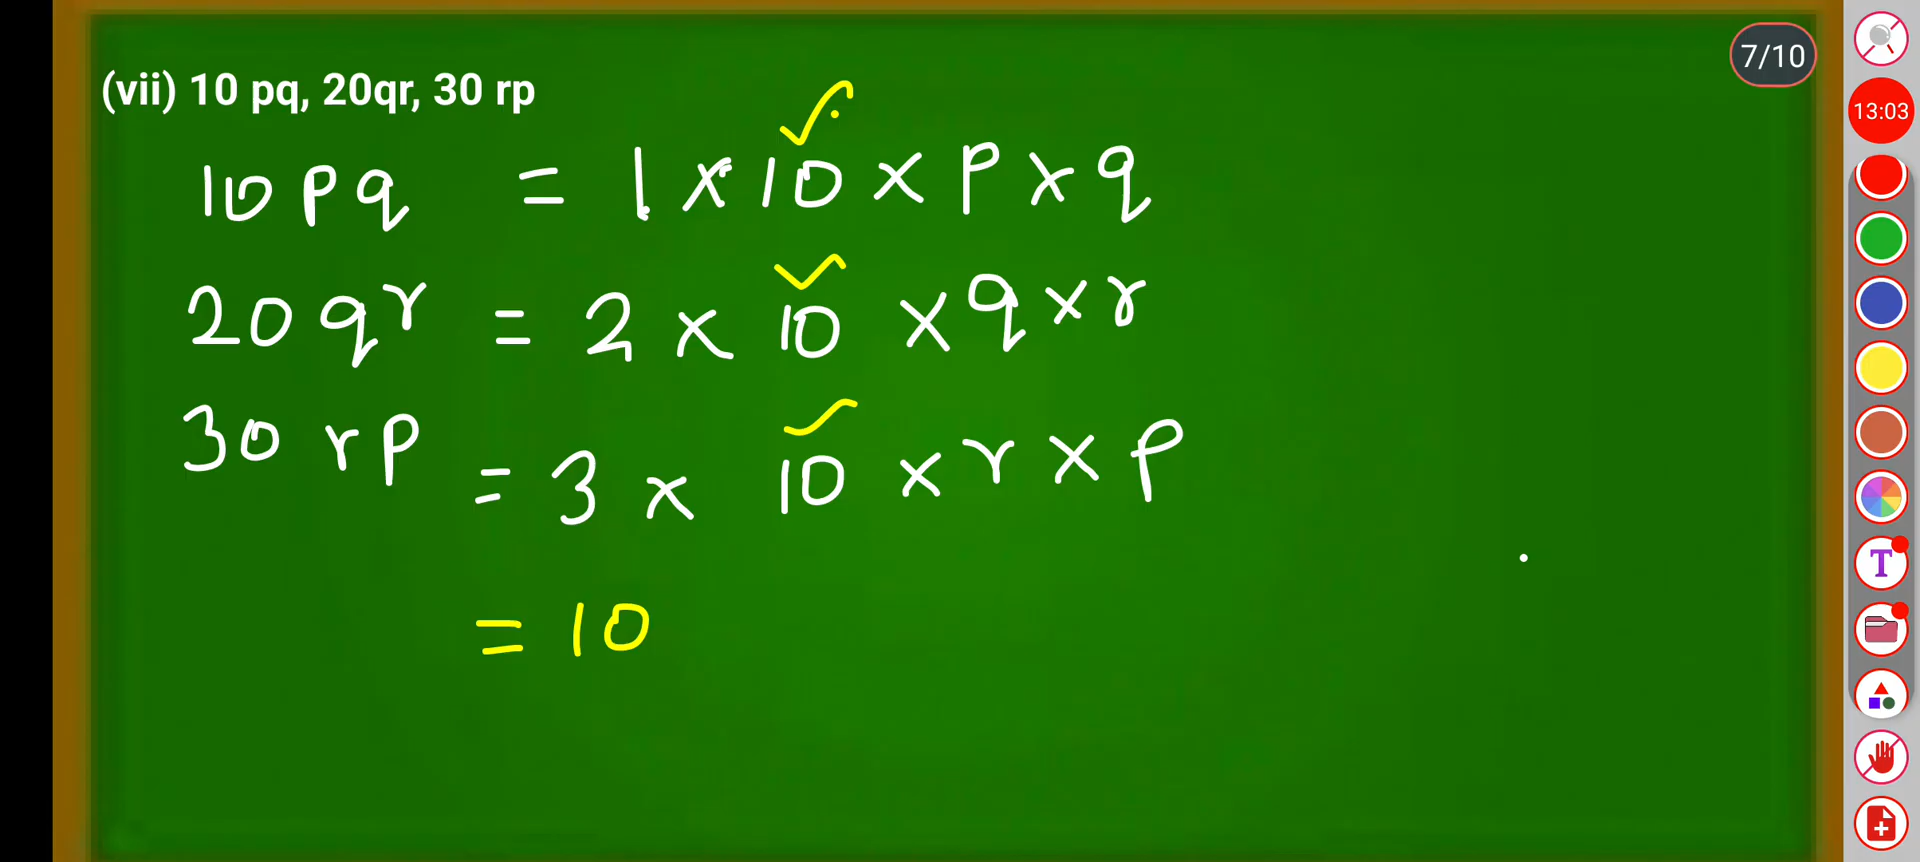 7/10
(vii) 10 pq, 20qr, 30 rp
13:03
10 pq = 1 × 10 × p × q
20 qr = 2 × 10 × q × r
30 rp = 3 × 10 × r × p
= 10
T